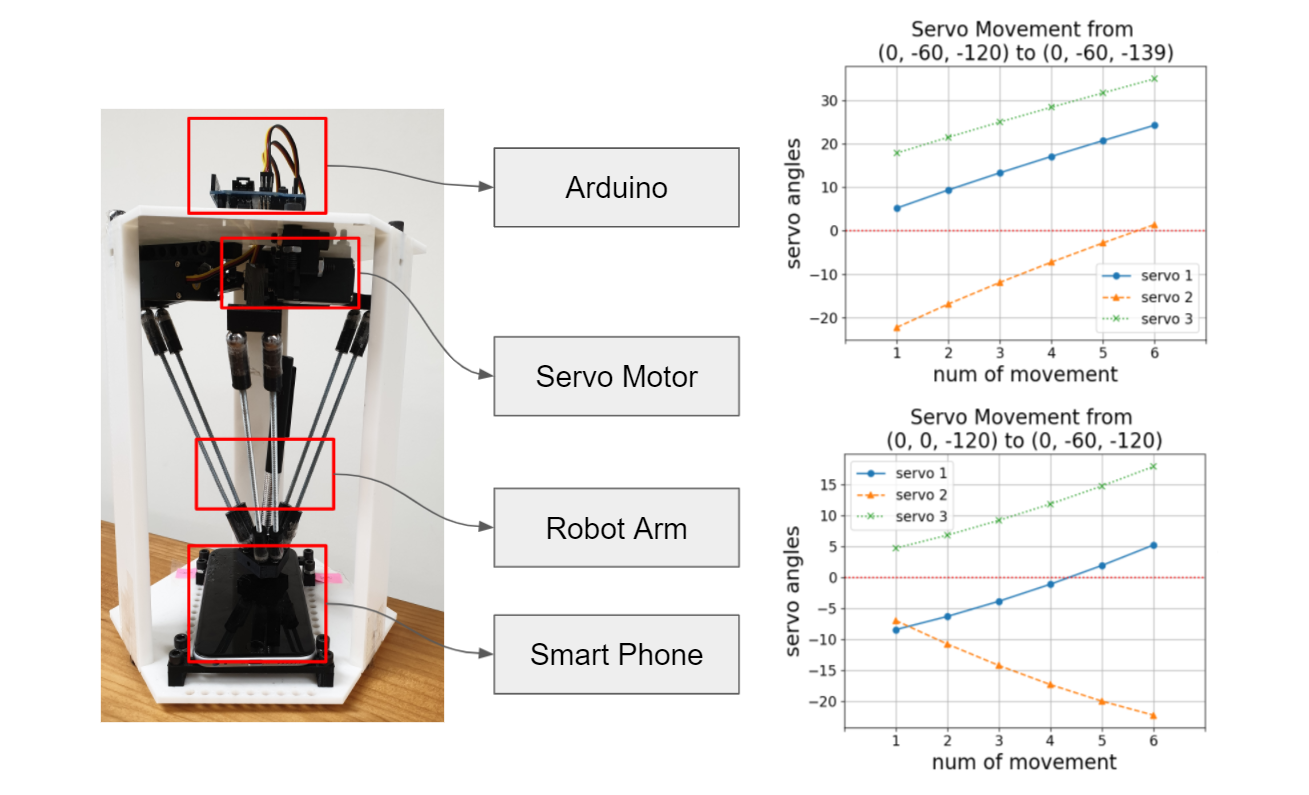 Arduino
Servo Motor
Robot Arm
Smart Phone
Servo Movement from
(0, -60, -120) to (0, -60, -139)
servo angles
30
20
10
0
−10
−20
servo 1
servo 2
servo 3
1 2 3 4 5 6
num of movement
Servo Movement from
(0, 0, -120) to (0, -60, -120)
servo angles
servo 1
servo 2
servo 3
15
10
5
0
−5
−10
−15
−20
1 2 3 4 5 6
num of movement